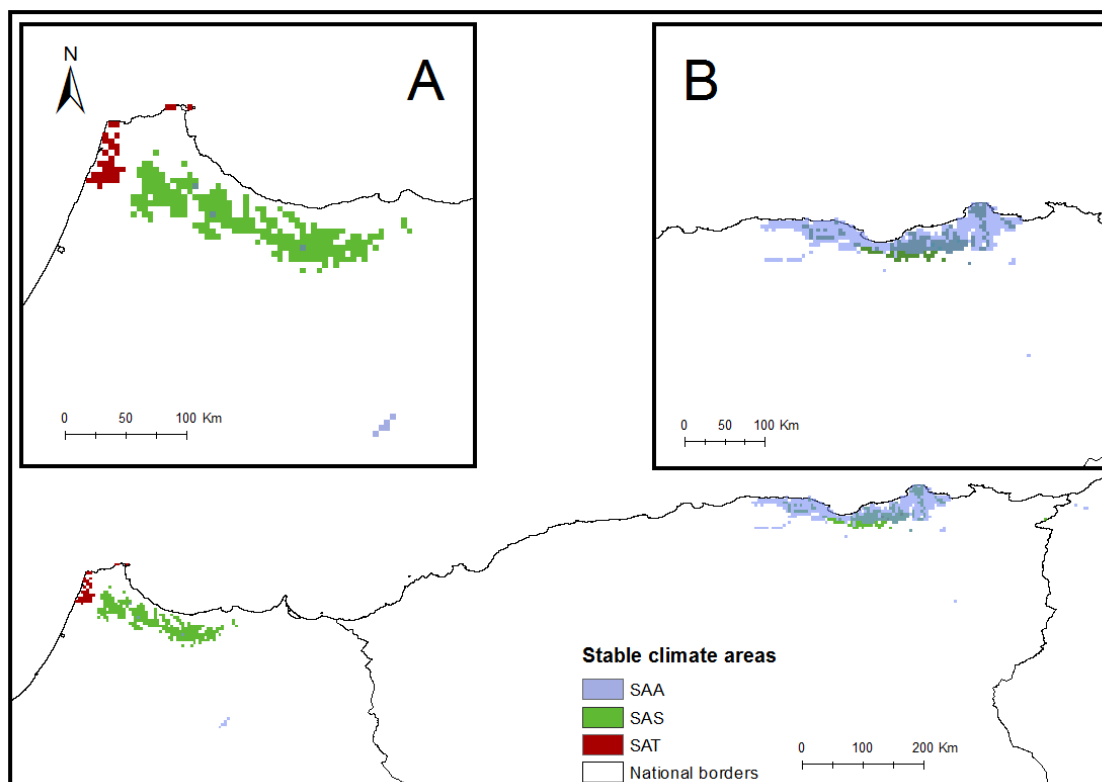 N
A
B
0 50 100 Km
0 50 100 Km
Stable climate areas
SAA
SAS
SAT
National borders
0 100 200 Km